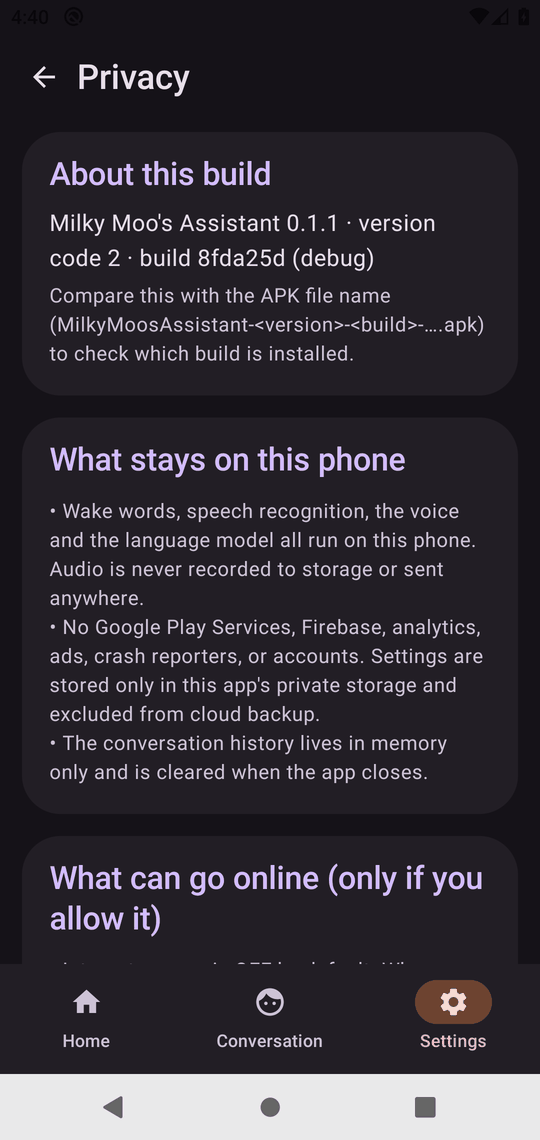 4:40
Privacy
About this build
Milky Moo's Assistant 0.1.1 · version
code 2 · build 8fda25d (debug)
Compare this with the APK file name
(MilkyMoosAssistant-<version>-<build>-….apk)
to check which build is installed.
What stays on this phone
• Wake words, speech recognition, the voice
and the language model all run on this phone.
Audio is never recorded to storage or sent
anywhere.
• No Google Play Services, Firebase, analytics,
ads, crash reporters, or accounts. Settings are
stored only in this app's private storage and
excluded from cloud backup.
• The conversation history lives in memory
only and is cleared when the app closes.
What can go online (only if you
allow it)
Home
Conversation
Settings